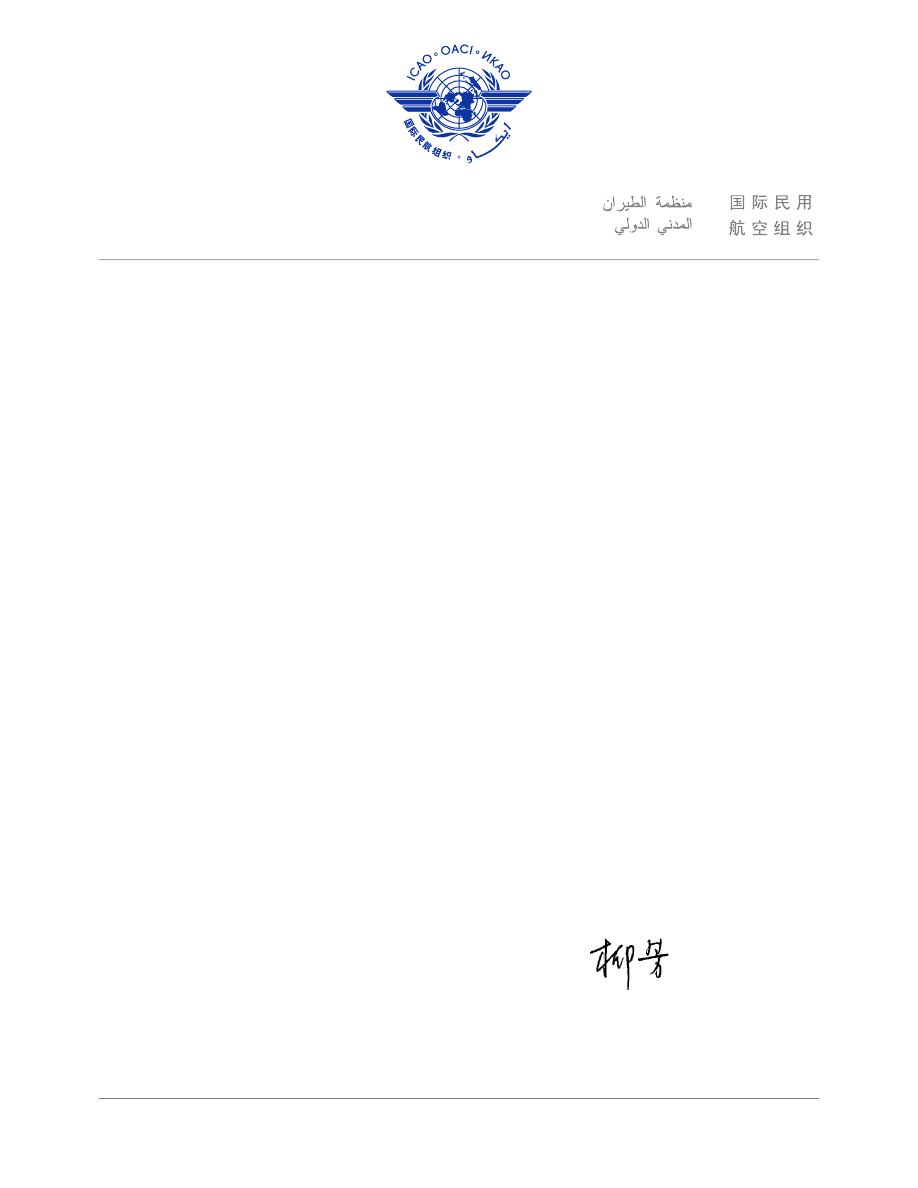 ICAO ∘ OACI ∘ ИКАО
国际民航组织 ∘ ايكاو
منظمة الطيران
المدني الدولي
国际民用
航空组织
柳芳